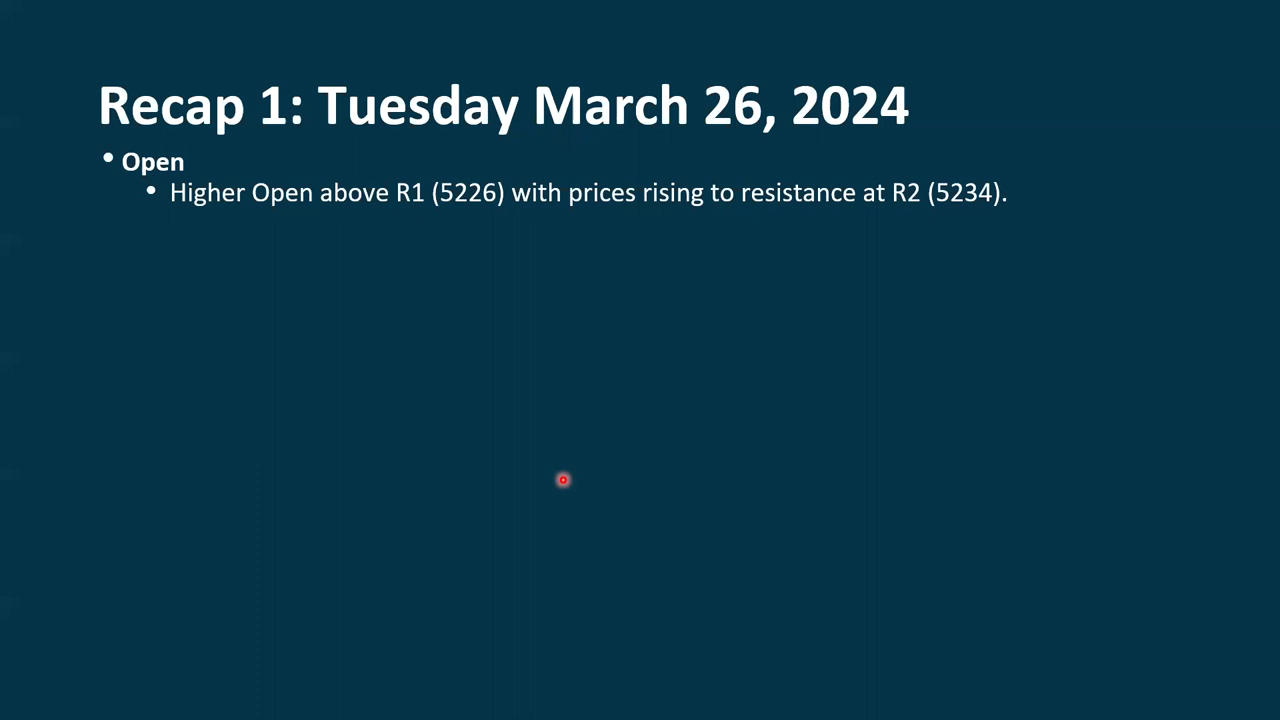 Recap 1: Tuesday March 26, 2024
• Open
• Higher Open above R1 (5226) with prices rising to resistance at R2 (5234).